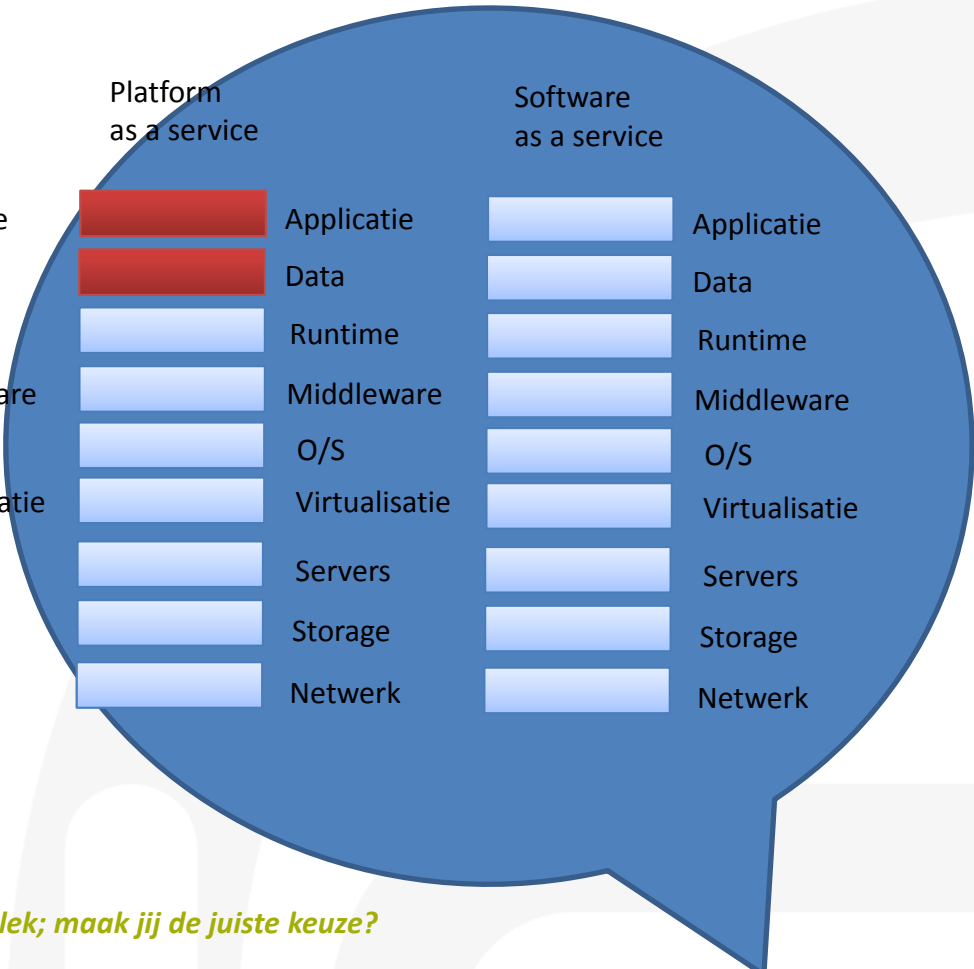 Platform
as a service
Software
as a service
Applicatie
Applicatie
Data
Data
Runtime
Runtime
Middleware
Middleware
O/S
O/S
Virtualisatie
Virtualisatie
Servers
Servers
Storage
Storage
Netwerk
Netwerk
maak jij de juiste keuze?